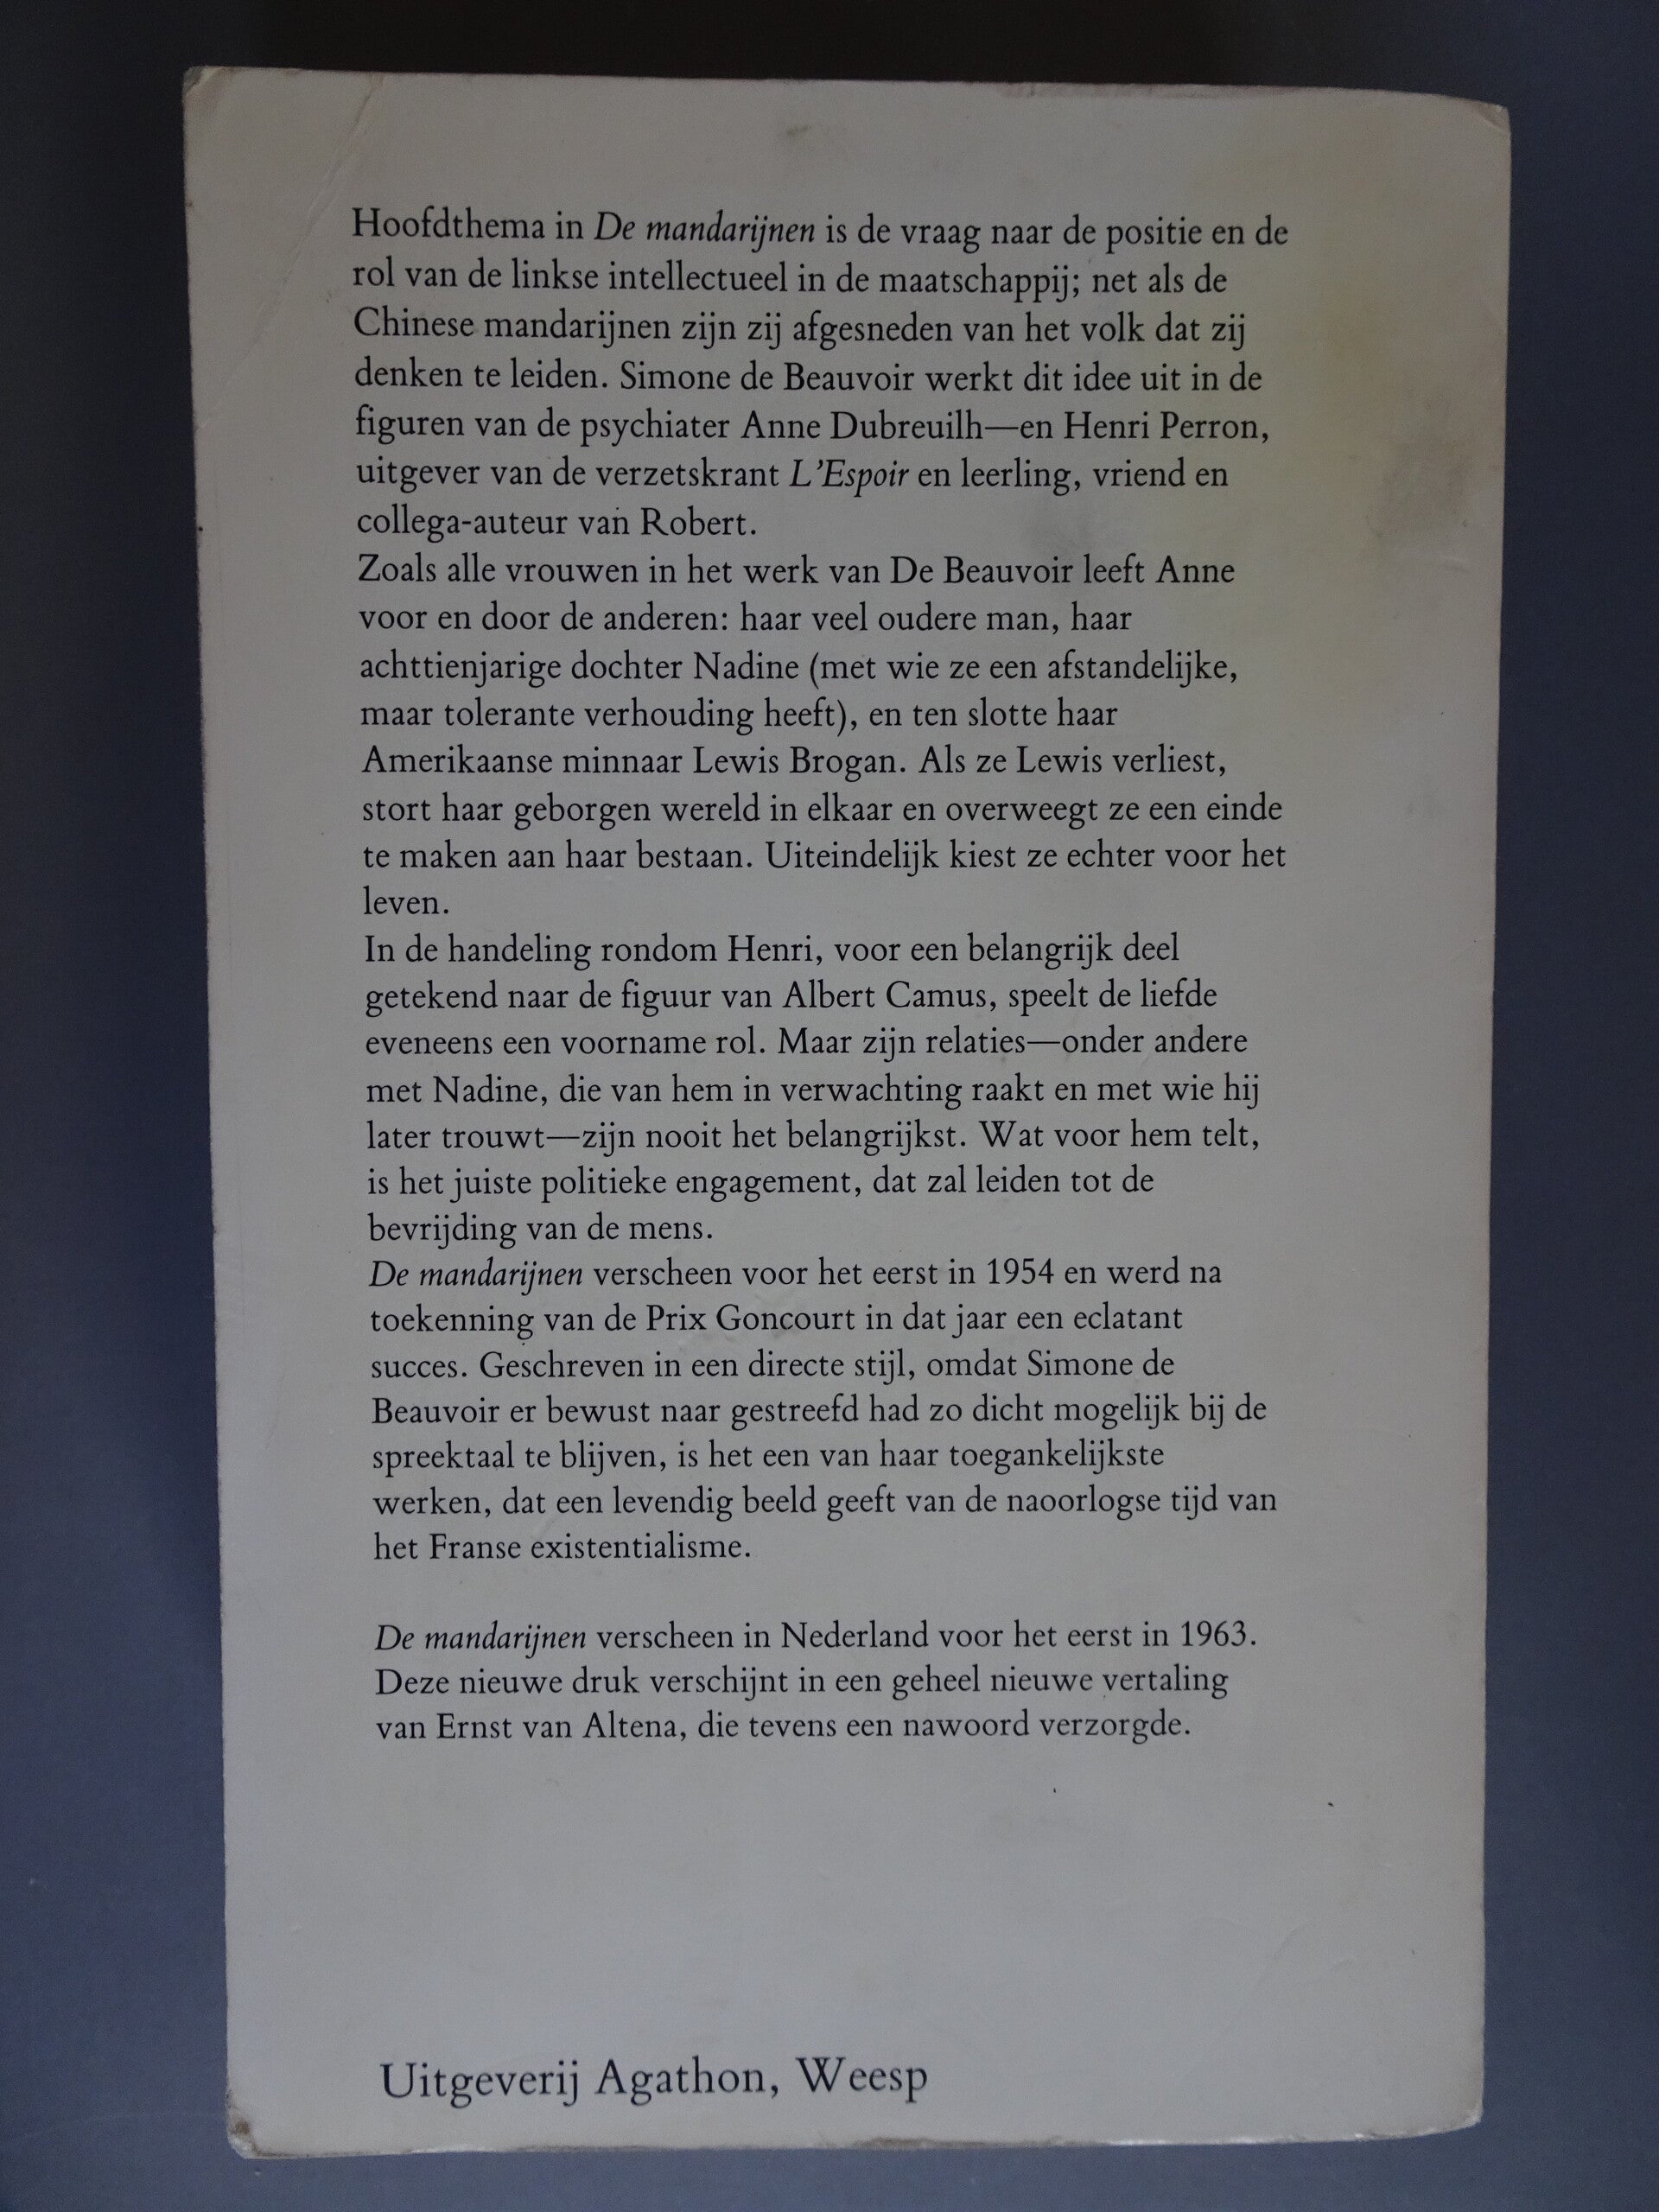 Hoofdthema in De mandarijnen is de vraag naar de positie en de
rol van de linkse intellectueel in de maatschappij; net als de
Chinese mandarijnen zijn zij afgesneden van het volk dat zij
denken te leiden. Simone de Beauvoir werkt dit idee uit in de
figuren van de psychiater Anne Dubreuilh—en Henri Perron,
uitgever van de verzetskrant L'Espoir en leerling, vriend en
collega-auteur van Robert.
Zoals alle vrouwen in het werk van De Beauvoir leeft Anne
voor en door de anderen: haar veel oudere man, haar
achttienjarige dochter Nadine (met wie ze een afstandelijke,
maar tolerante verhouding heeft), en ten slotte haar
Amerikaanse minnaar Lewis Brogan. Als ze Lewis verliest,
stort haar geborgen wereld in elkaar en overweegt ze een einde
te maken aan haar bestaan. Uiteindelijk kiest ze echter voor het
leven.
In de handeling rondom Henri, voor een belangrijk deel
getekend naar de figuur van Albert Camus, speelt de liefde
eveneens een voorname rol. Maar zijn relaties—onder andere
met Nadine, die van hem in verwachting raakt en met wie hij
later trouwt—zijn nooit het belangrijkst. Wat voor hem telt,
is het juiste politieke engagement, dat zal leiden tot de
bevrijding van de mens.
De mandarijnen verscheen voor het eerst in 1954 en werd na
toekenning van de Prix Goncourt in dat jaar een eclatant
succes. Geschreven in een directe stijl, omdat Simone de
Beauvoir er bewust naar gestreefd had zo dicht mogelijk bij de
spreektaal te blijven, is het een van haar toegankelijkste
werken, dat een levendig beeld geeft van de naoorlogse tijd van
het Franse existentialisme.
De mandarijnen verscheen in Nederland voor het eerst in 1963.
Deze nieuwe druk verschijnt in een geheel nieuwe vertaling
van Ernst van Altena, die tevens een nawoord verzorgde.
Uitgeverij Agathon, Weesp